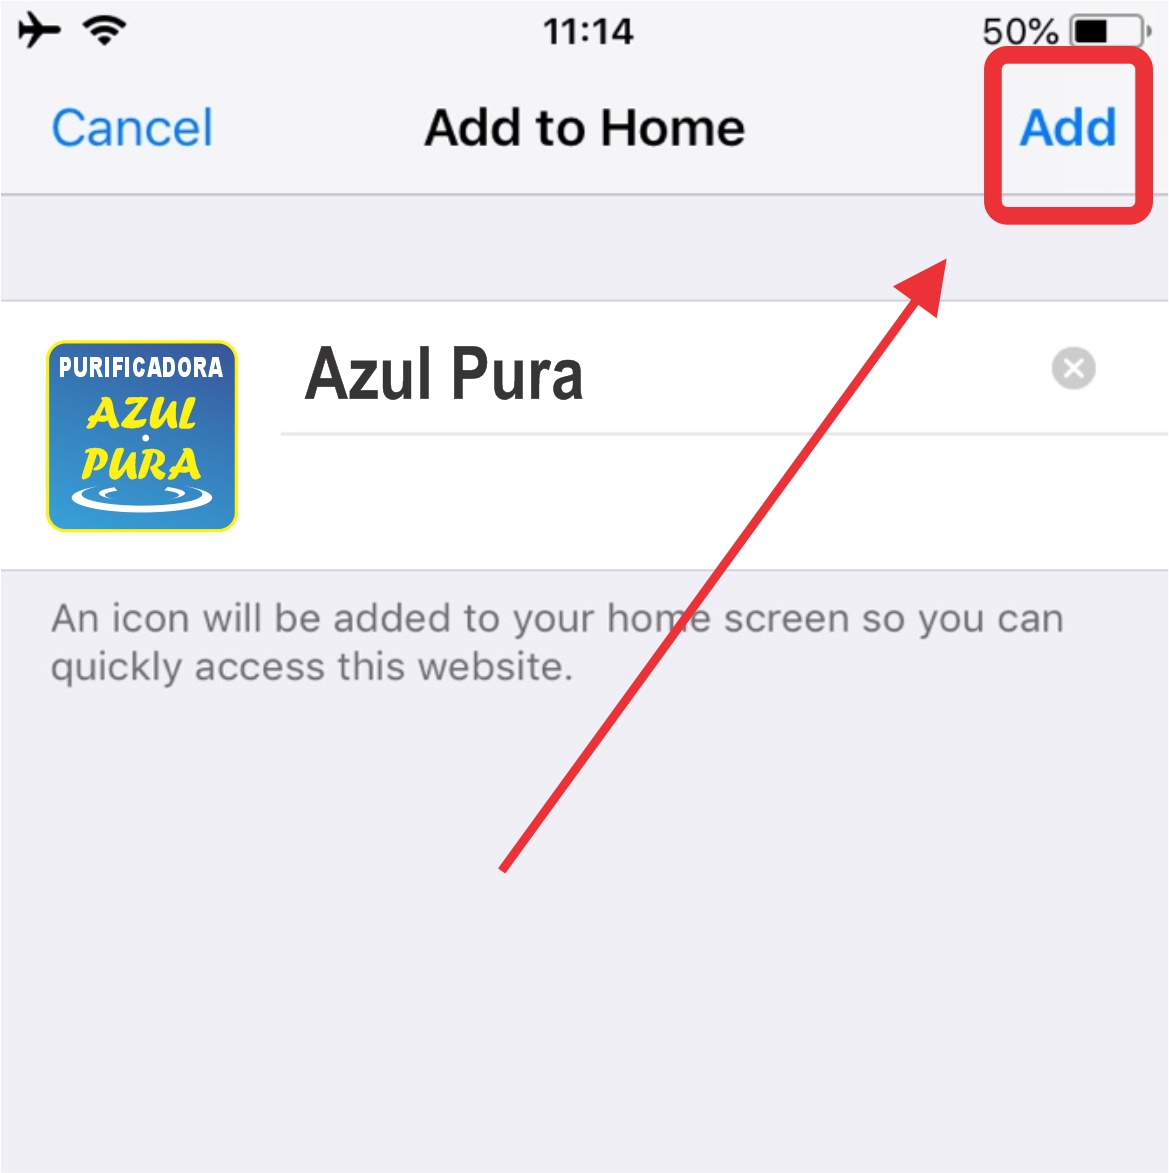 11:14
50%
Cancel
Add to Home
Add
PURIFICADORA
AZUL
PURA
Azul Pura
An icon will be added to your home screen so you can
quickly access this website.